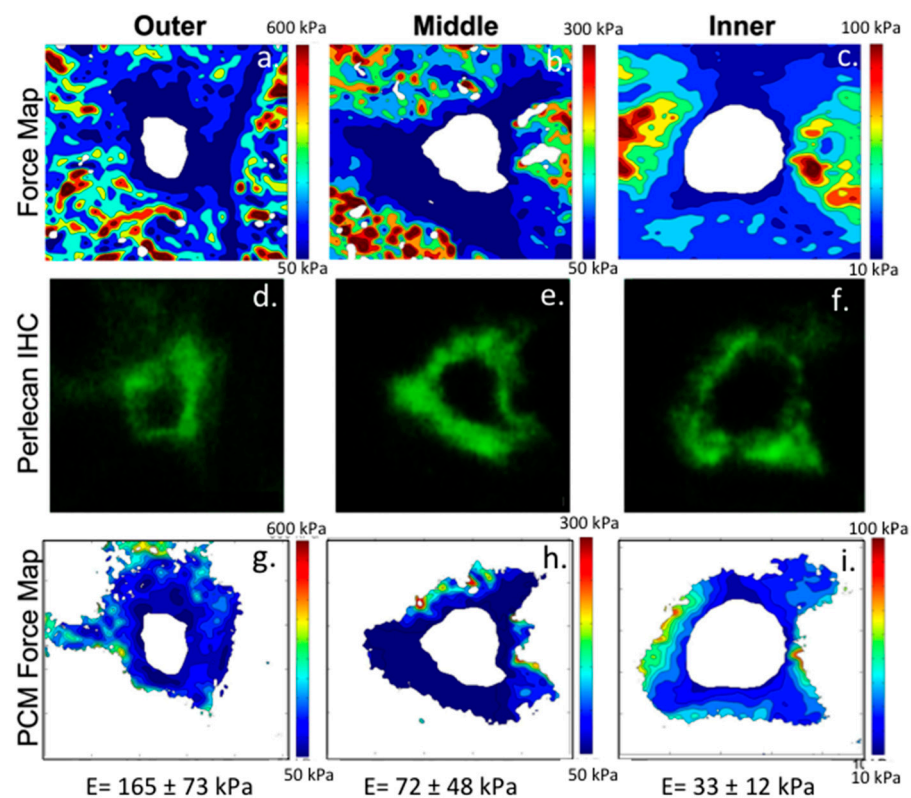 Outer Middle Inner
600 kPa 300 kPa 100 kPa
a. b. c.
Force Map
50 kPa 50 kPa 10 kPa
d. e. f.
Perlecan IHC
600 kPa 300 kPa 100 kPa
g. h. i.
PCM Force Map
50 kPa 50 kPa 10 kPa
E= 165 ± 73 kPa E= 72 ± 48 kPa E= 33 ± 12 kPa